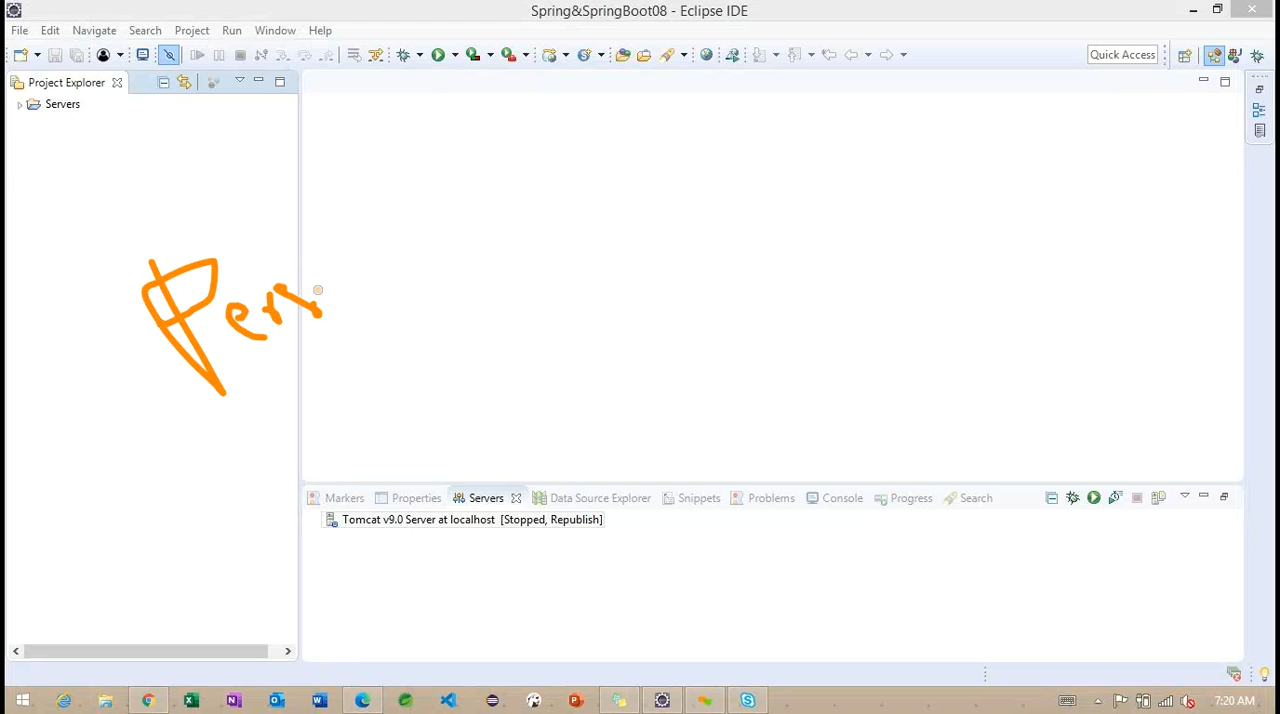 Spring&SpringBoot08 - Eclipse IDE
File Edit Navigate Search Project Run Window Help
Quick Access
Project Explorer
Servers
Markers Properties Servers Data Source Explorer Snippets Problems Console Progress Search
Tomcat v9.0 Server at localhost [Stopped, Republish]
7:20 AM